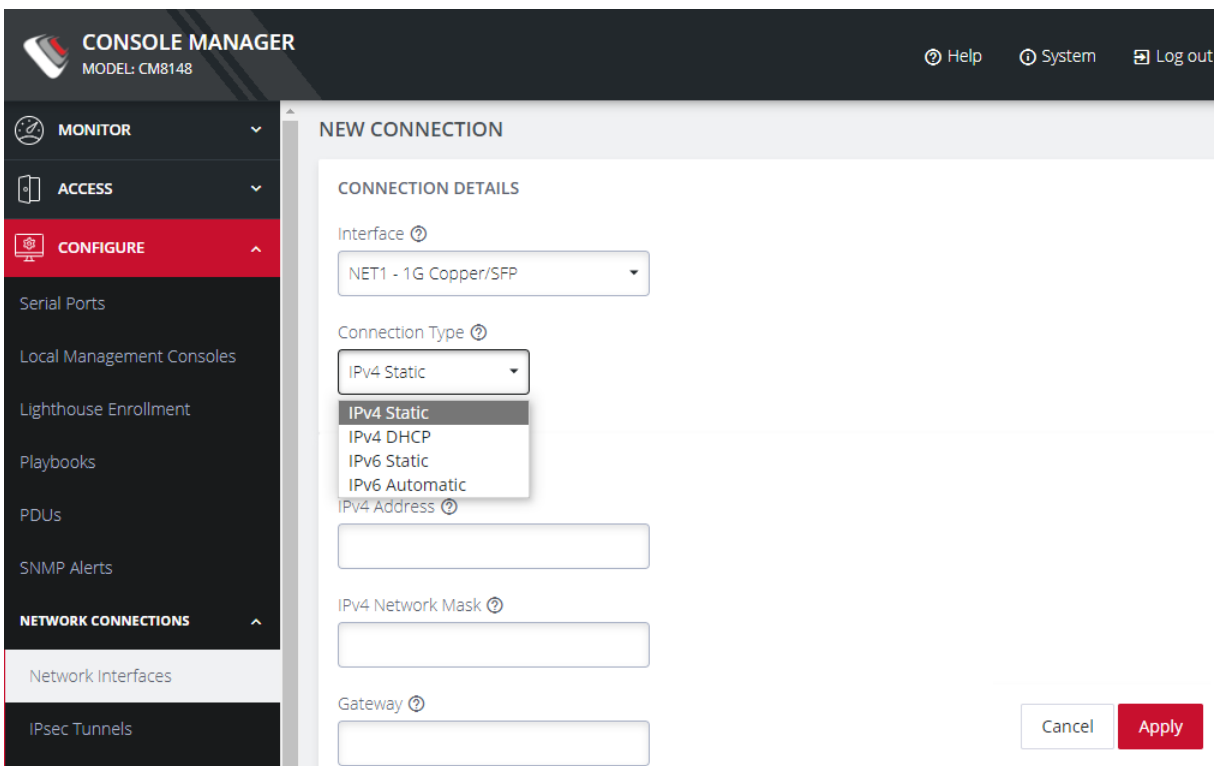 CONSOLE MANAGER
MODEL: CM8148
Help
System
Log out
MONITOR
ACCESS
CONFIGURE
Serial Ports
Local Management Consoles
Lighthouse Enrollment
Playbooks
PDUs
SNMP Alerts
NETWORK CONNECTIONS
Network Interfaces
IPsec Tunnels
NEW CONNECTION
CONNECTION DETAILS
Interface
NET1 - 1G Copper/SFP
Connection Type
IPv4 Static
IPv4 Static
IPv4 DHCP
IPv6 Static
IPv6 Automatic
IPv4 Address
IPv4 Network Mask
Gateway
Cancel
Apply